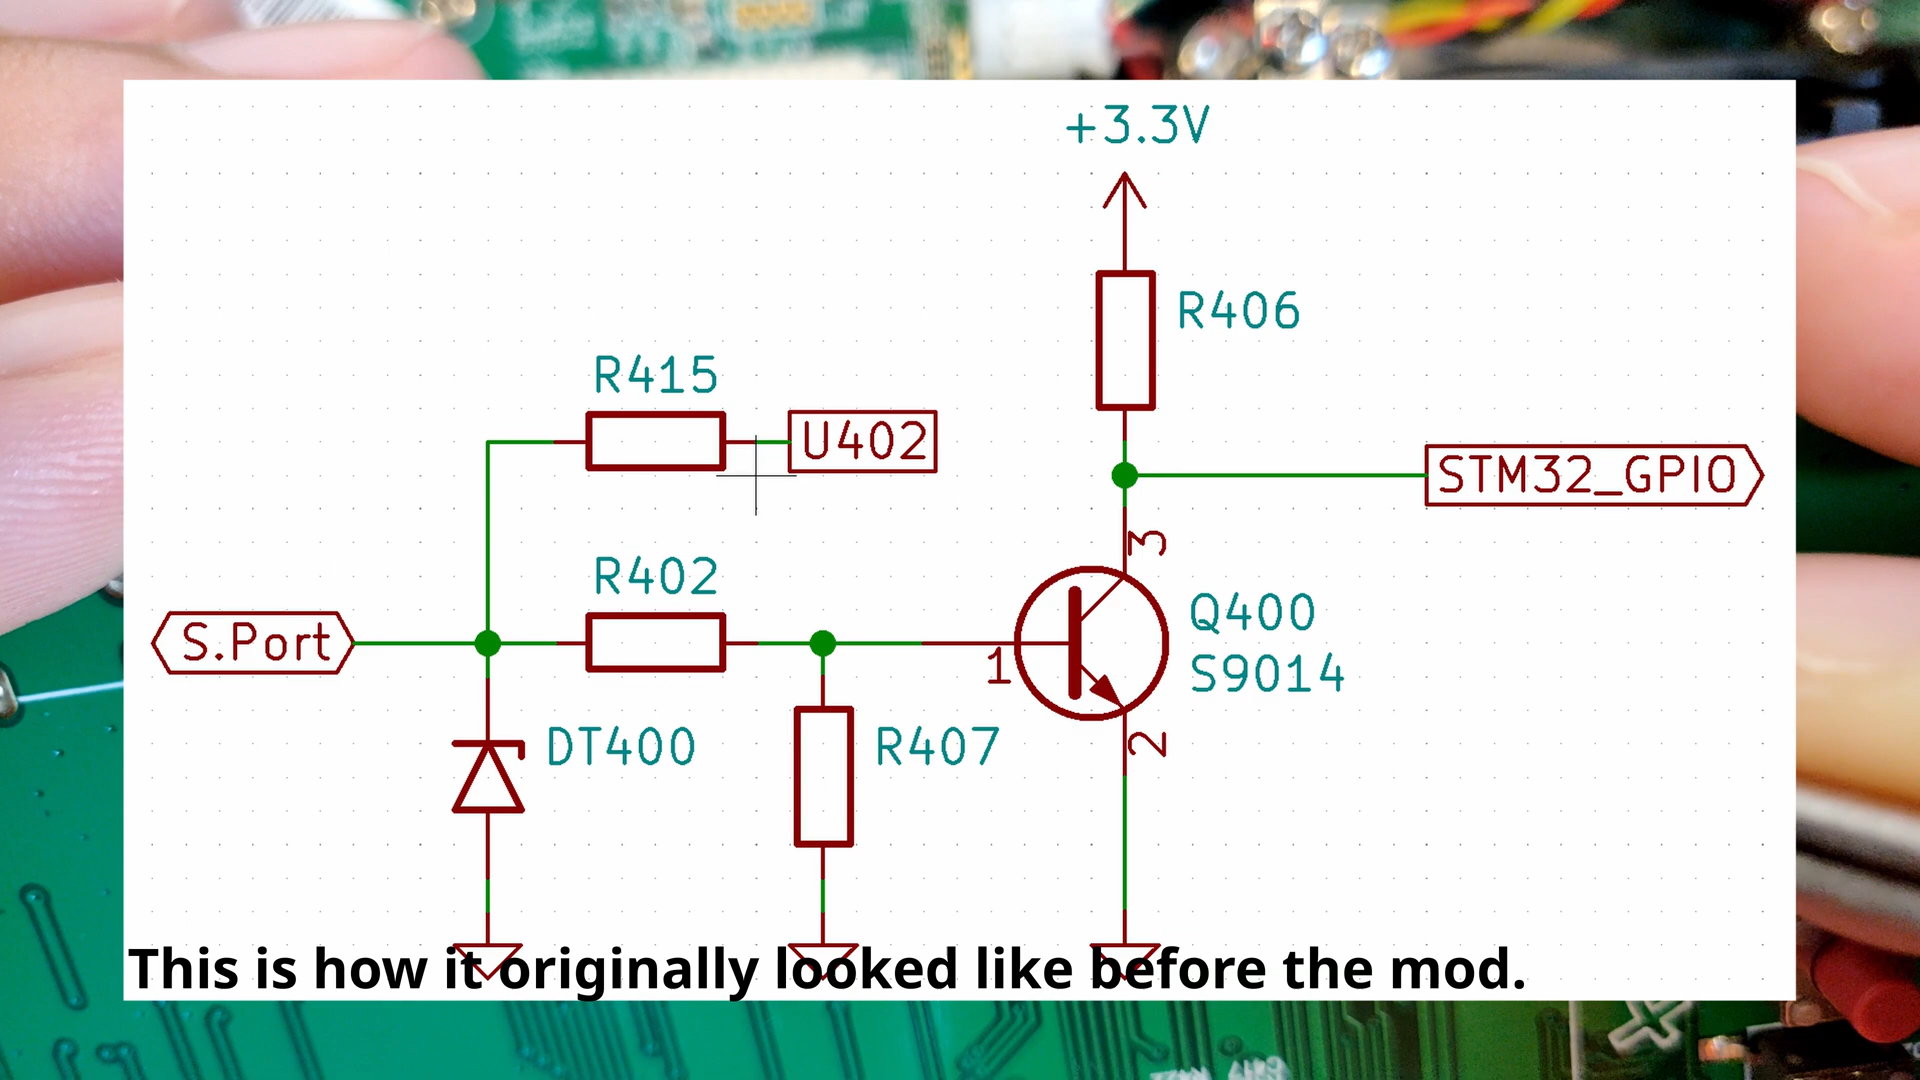 +3.3V
R406
R415
U402
STM32_GPIO
3
R402
S.Port
1
Q400
S9014
DT400
R407
2
This is how it originally looked like before the mod.